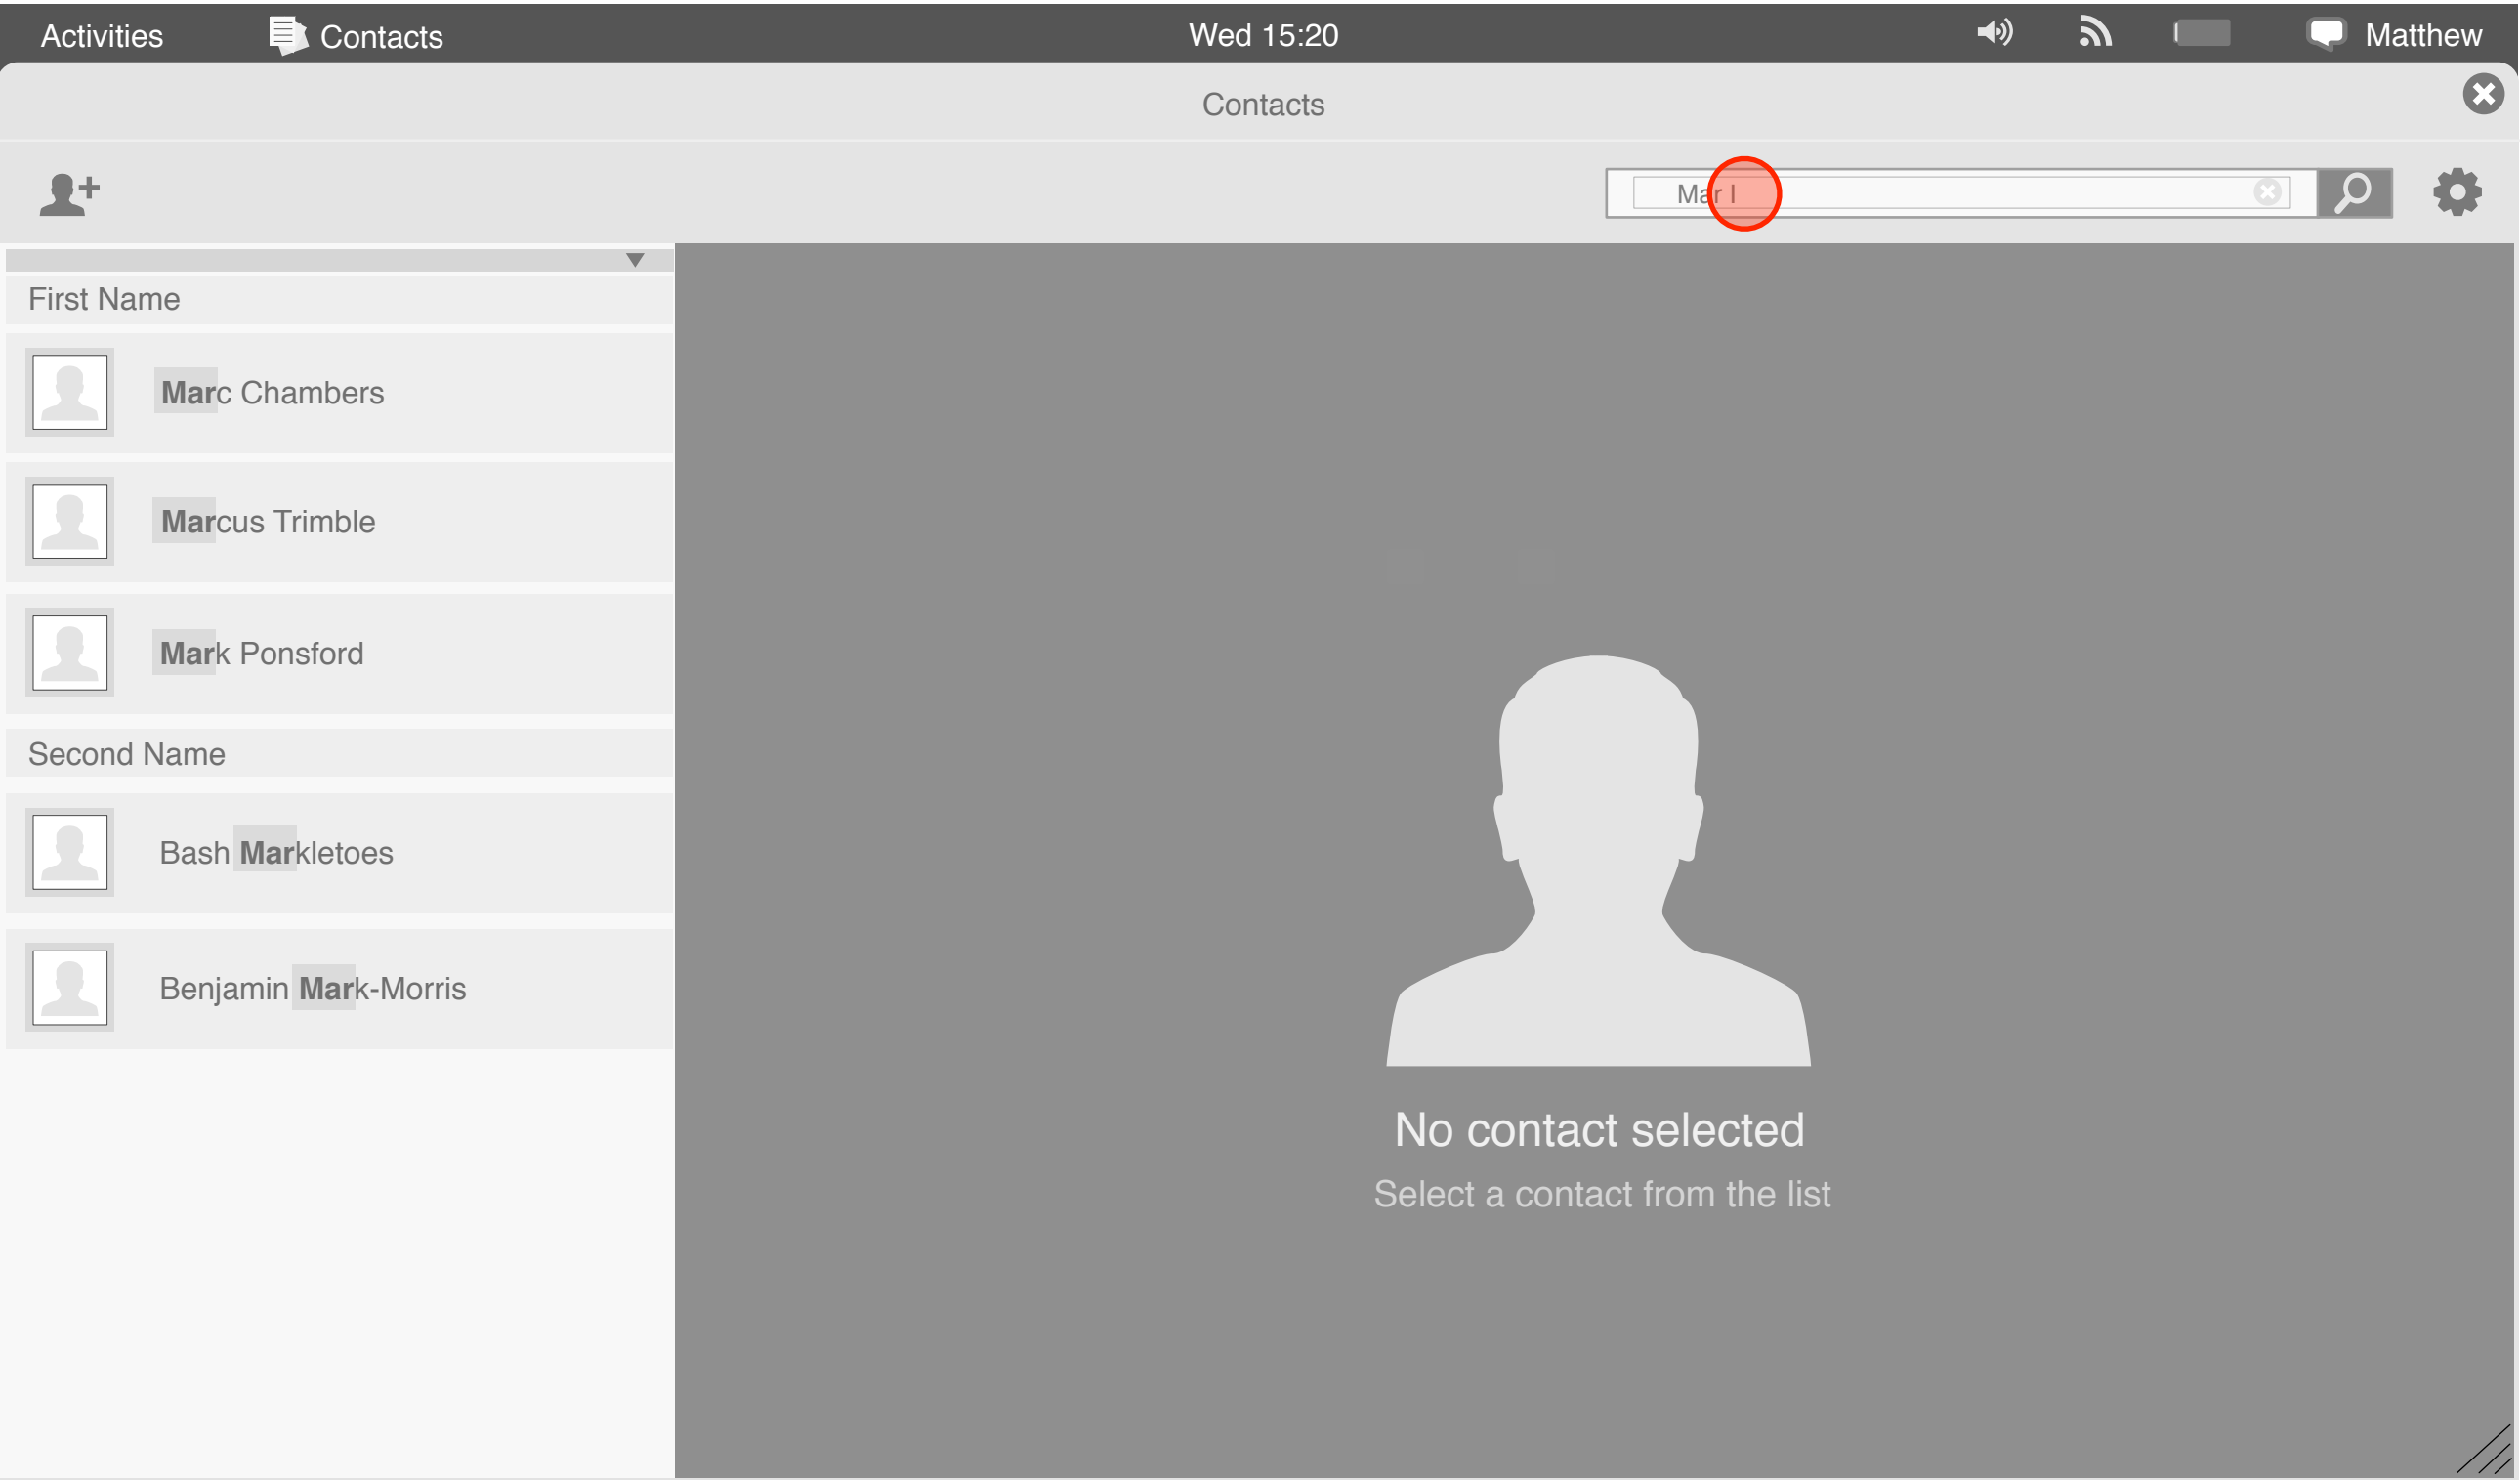 Activities Contacts Wed 15:20 Matthew
Contacts
Mar I
First Name
Marc Chambers
Marcus Trimble
Mark Ponsford
Second Name
Bash Markletoes
Benjamin Mark-Morris
No contact selected
Select a contact from the list